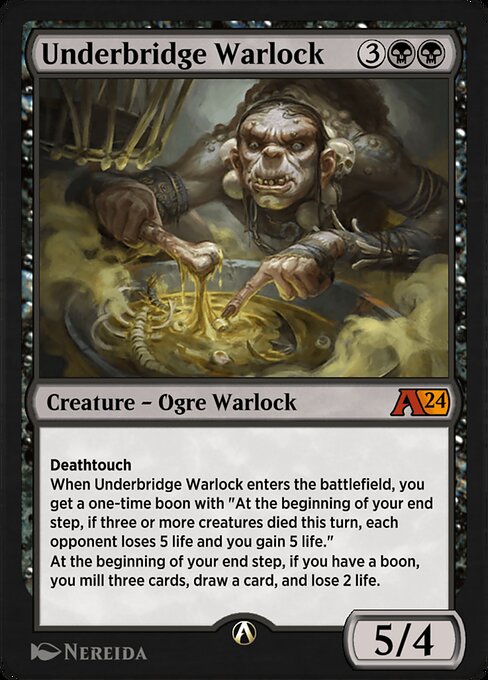 Underbridge Warlock 3
Creature – Ogre Warlock A24
Deathtouch
When Underbridge Warlock enters the battlefield, you
get a one-time boon with "At the beginning of your end
step, if three or more creatures died this turn, each
opponent loses 5 life and you gain 5 life."
At the beginning of your end step, if you have a boon,
you mill three cards, draw a card, and lose 2 life.
5/4
NEREIDA